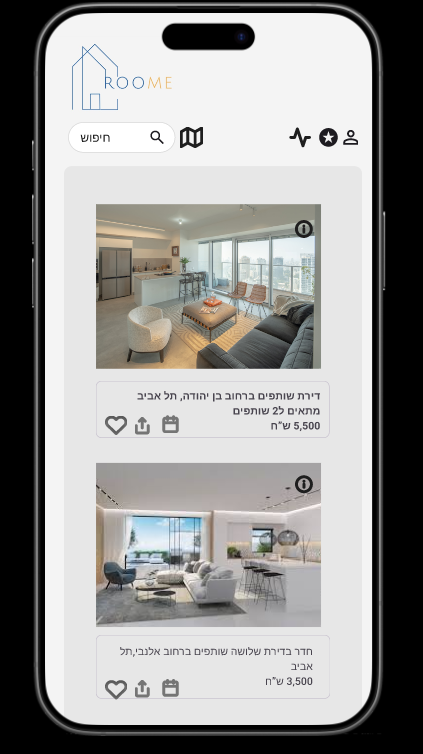 ROOME
חיפוש
דירת שותפים ברחוב בן יהודה, תל אביב
מתאים ל2 שותפים
5,500 ש"ח
חדר בדירת שלושה שותפים ברחוב אלנבי,תל
אביב
3,500 ש"ח